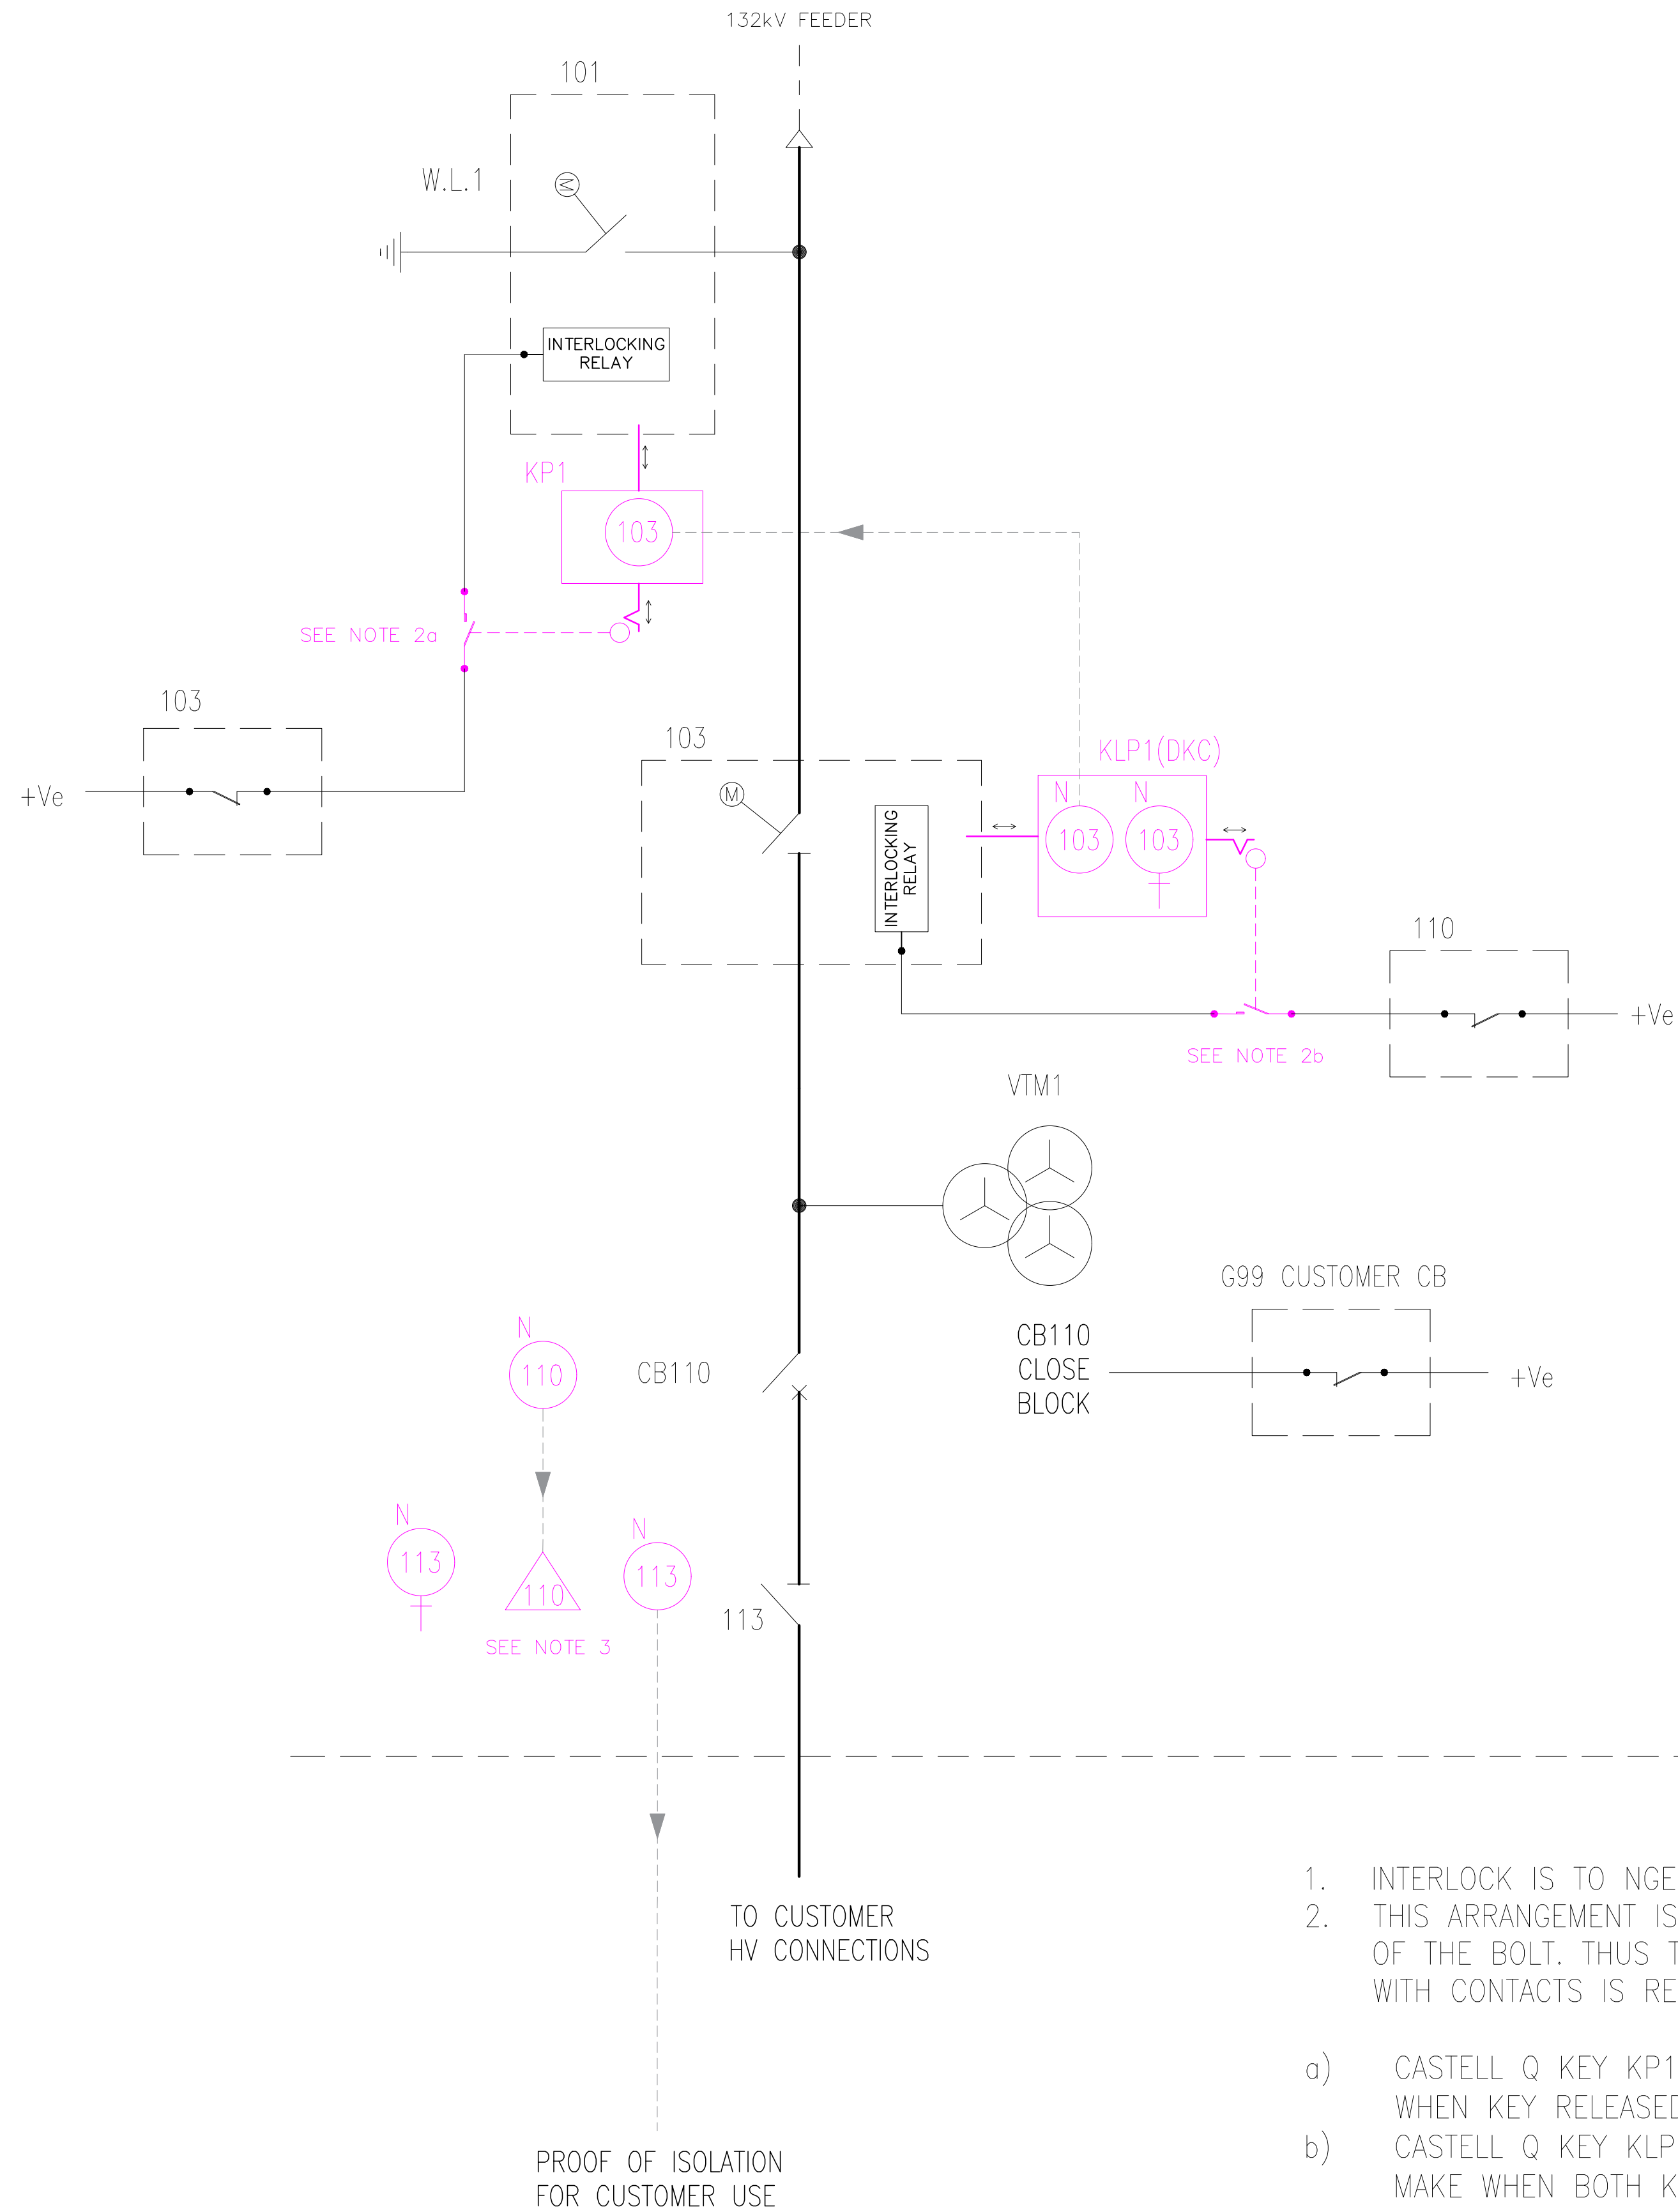 132kV FEEDER
101
W.L.1
M
INTERLOCKING
RELAY
KP1
103
SEE NOTE 2a
103
+Ve
103
M
INTERLOCKING
RELAY
KLP1(DKC)
N
N
103
103
110
+Ve
SEE NOTE 2b
VTM1
G99 CUSTOMER CB
CB110
CLOSE
BLOCK
+Ve
N
110
CB110
N
113
110
N
113
113
SEE NOTE 3
TO CUSTOMER
HV CONNECTIONS
PROOF OF ISOLATION
FOR CUSTOMER USE
1. INTERLOCK IS TO NGE
2. THIS ARRANGEMENT IS
OF THE BOLT. THUS T
WITH CONTACTS IS RE
a) CASTELL Q KEY KP1
WHEN KEY RELEASED
b) CASTELL Q KEY KLP
MAKE WHEN BOTH K